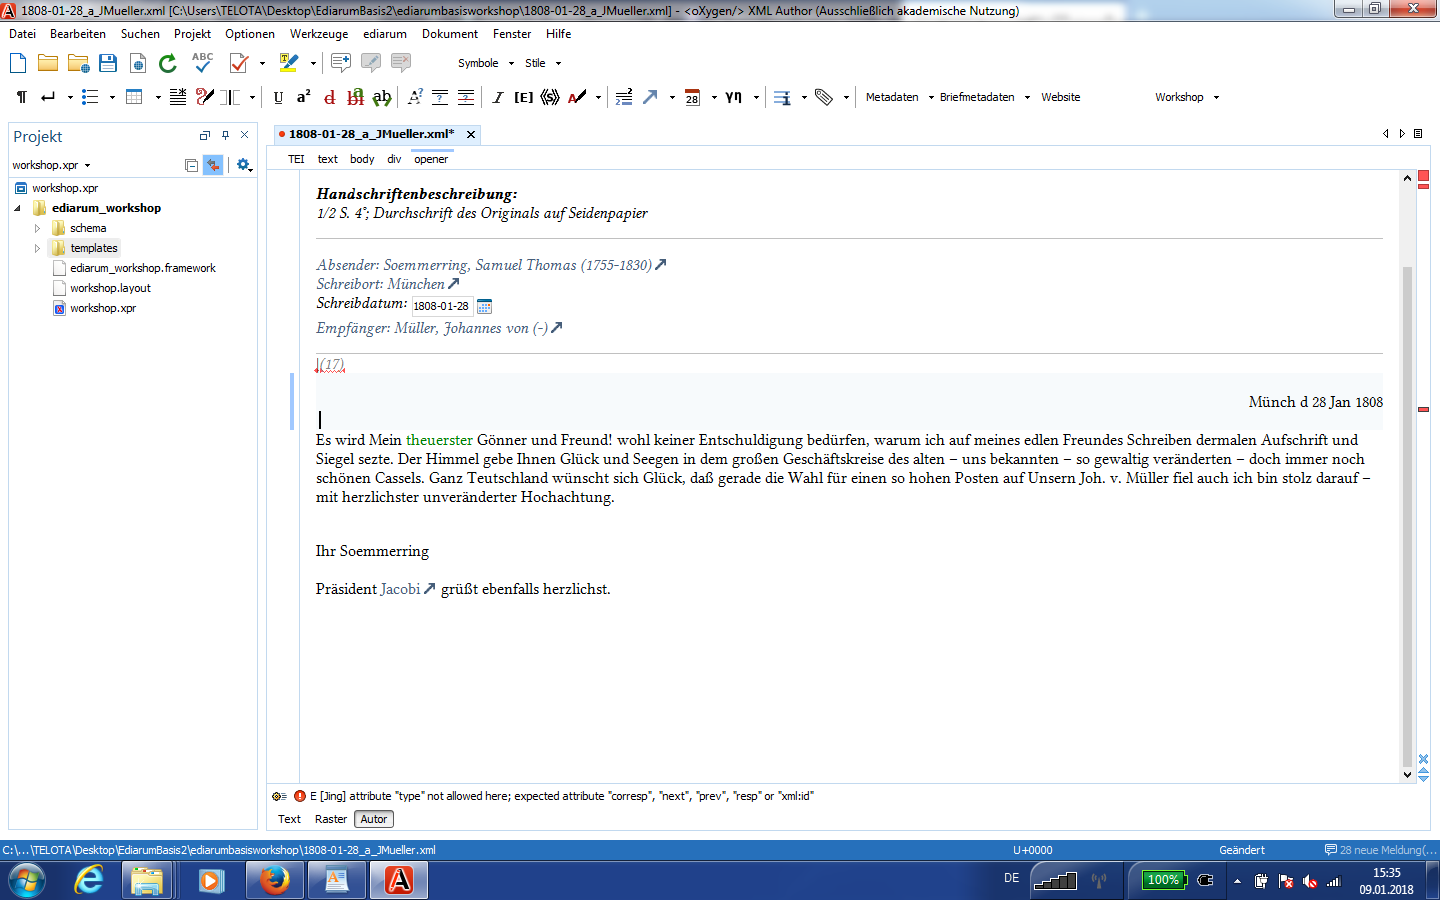 1808-01-28_a_JMueller.xml [C:\Users\TELOTA\Desktop\EdiarumBasis2\ediarumbasisworkshop\1808-01-28_a_JMueller.xml] - <oXygen/> XML Author (Ausschließlich akademische Nutzung)
Datei Bearbeiten Suchen Projekt Optionen Werkzeuge ediarum Dokument Fenster Hilfe
ABC Symbole Stile
U a² d bl ab A? I [E] (S) A 28 γη Metadaten Briefmetadaten Website Workshop
Projekt
workshop.xpr
workshop.xpr
ediarum_workshop
schema
templates
ediarum_workshop.framework
workshop.layout
workshop.xpr
1808-01-28_a_JMueller.xml*
TEI text body div opener
Handschriftenbeschreibung:
1/2 S. 4°; Durchschrift des Originals auf Seidenpapier
Absender: Soemmerring, Samuel Thomas (1755-1830)
Schreibort: München
Schreibdatum: 1808-01-28
Empfänger: Müller, Johannes von (-)
|(17)
Münch d 28 Jan 1808
Es wird Mein theuerster Gönner und Freund! wohl keiner Entschuldigung bedürfen, warum ich auf meines edlen Freundes Schreiben dermalen Aufschrift und
Siegel sezte. Der Himmel gebe Ihnen Glück und Seegen in dem großen Geschäftskreise des alten – uns bekannten – so gewaltig veränderten – doch immer noch
schönen Cassels. Ganz Teutschland wünscht sich Glück, daß gerade die Wahl für einen so hohen Posten auf Unsern Joh. v. Müller fiel auch ich bin stolz darauf –
mit herzlichster unveränderter Hochachtung.
Ihr Soemmerring
Präsident Jacobi grüßt ebenfalls herzlichst.
E [Jing] attribute "type" not allowed here; expected attribute "corresp", "next", "prev", "resp" or "xml:id"
Text Raster Autor
C:\...\TELOTA\Desktop\EdiarumBasis2\ediarumbasisworkshop\1808-01-28_a_JMueller.xml U+0000 Geändert 28 neue Meldung(...
DE 100% 15:35
09.01.2018